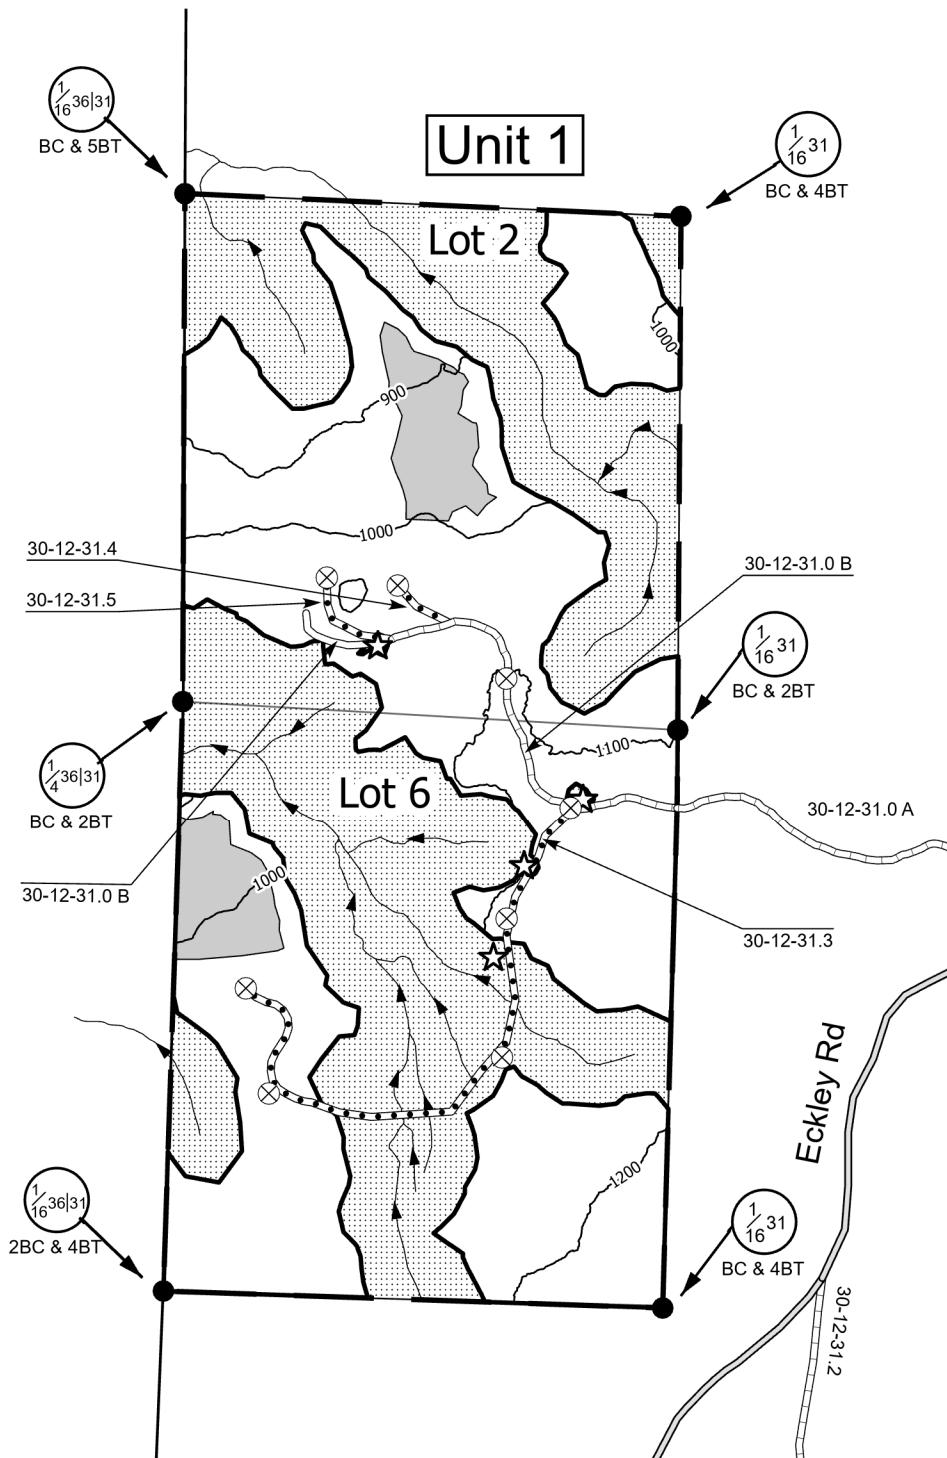 1/16 36|31
BC & 5BT
Unit 1
1/16 31
BC & 4BT
Lot 2
1000
900
1000
30-12-31.4
30-12-31.5
30-12-31.0 B
1/16 31
BC & 2BT
1100
1/4 36|31
BC & 2BT
Lot 6
30-12-31.0 A
1000
30-12-31.0 B
30-12-31.3
Eckley Rd
1200
1/16 36|31
2BC & 4BT
1/16 31
BC & 4BT
30-12-31.2